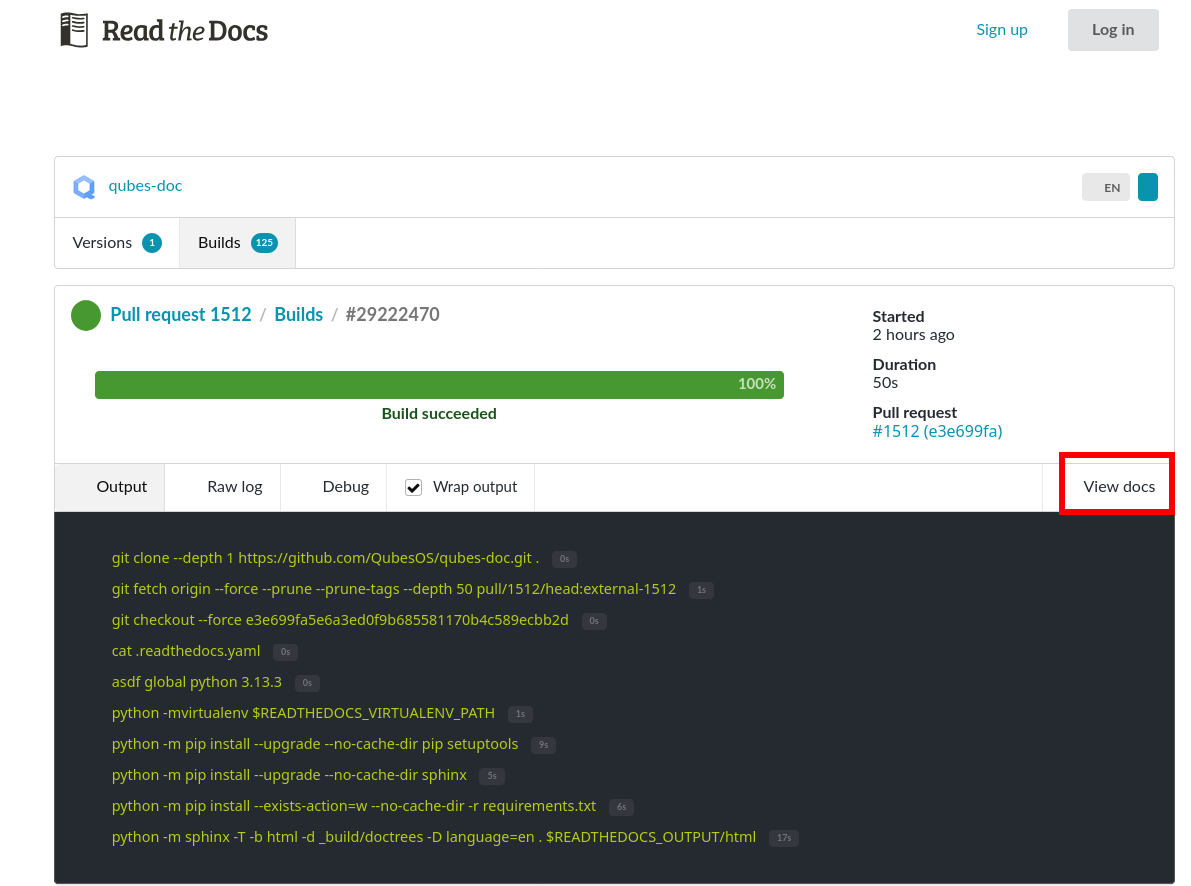 Read the Docs
Sign up
Log in
qubes-doc
EN
Versions 1
Builds 125
Pull request 1512 / Builds / #29222470
100%
Build succeeded
Started
2 hours ago
Duration
50s
Pull request
#1512 (e3e699fa)
Output
Raw log
Debug
Wrap output
View docs
git clone --depth 1 https://github.com/QubesOS/qubes-doc.git . 0s
git fetch origin --force --prune --prune-tags --depth 50 pull/1512/head:external-1512 1s
git checkout --force e3e699fa5e6a3ed0f9b685581170b4c589ecbb2d 0s
cat .readthedocs.yaml 0s
asdf global python 3.13.3 0s
python -mvirtualenv $READTHEDOCS_VIRTUALENV_PATH 1s
python -m pip install --upgrade --no-cache-dir pip setuptools 9s
python -m pip install --upgrade --no-cache-dir sphinx 5s
python -m pip install --exists-action=w --no-cache-dir -r requirements.txt 6s
python -m sphinx -T -b html -d _build/doctrees -D language=en . $READTHEDOCS_OUTPUT/html 17s